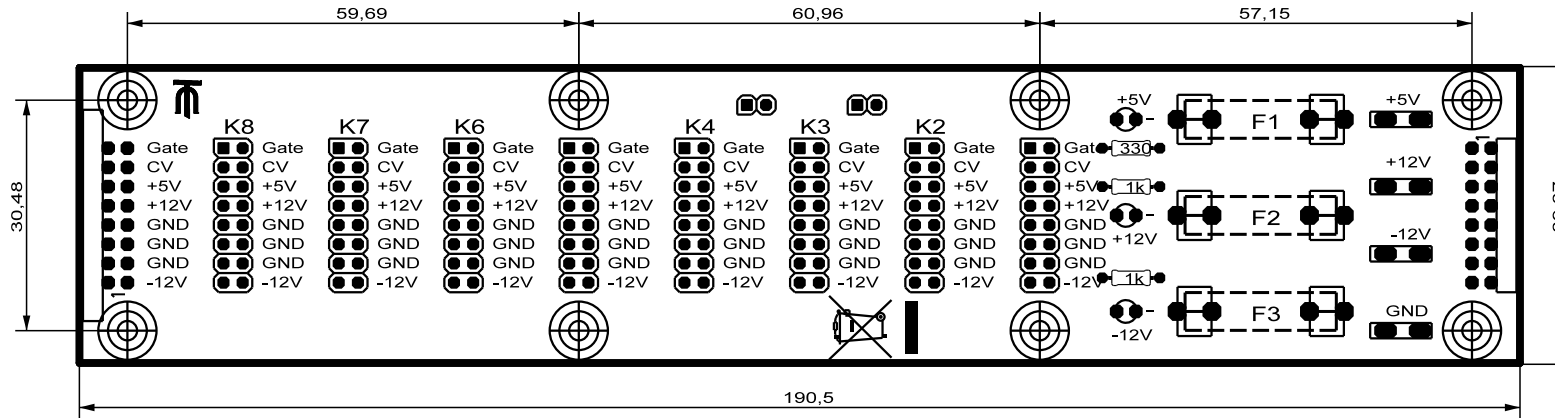 59,69 60,96 57,15
+5V +5V
K8 K7 K6 K4 K3 K2 F1
Gate Gate Gate Gate Gate Gate Gate Gate Gate 330 1
CV CV CV CV CV CV CV CV CV +12V
+5V +5V +5V +5V +5V +5V +5V +5V +5V 1k
+12V +12V +12V +12V +12V +12V +12V +12V +12V
30,48
GND GND GND GND GND GND GND GND GND F2
GND GND GND GND GND GND GND GND GND +12V -12V
GND GND GND GND GND GND GND GND GND
-12V -12V -12V -12V -12V -12V -12V -12V -12V 1k
1
F3 GND
-12V
190,5